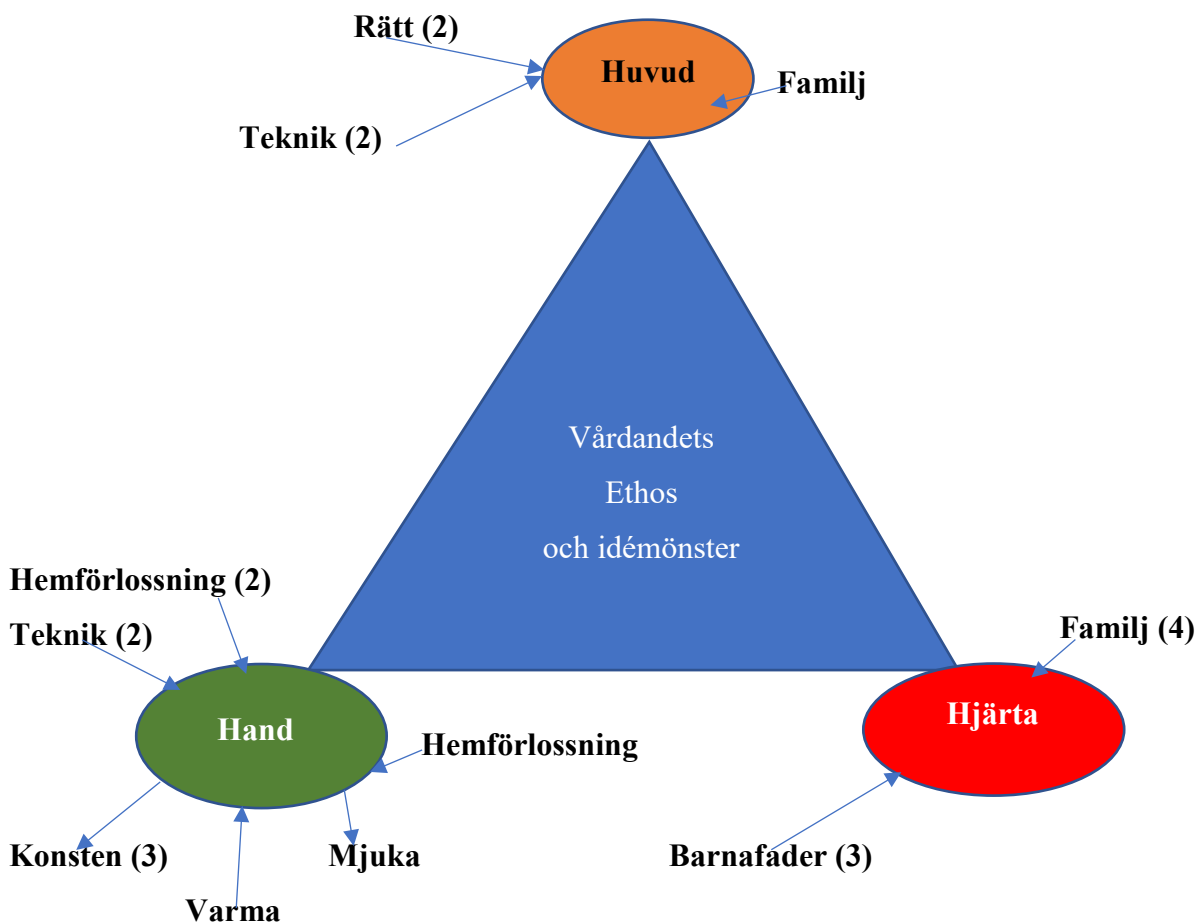 Rätt (2)
Huvud
Familj
Teknik (2)
Vårdandets
Ethos
och idémönster
Hemförlossning (2)
Teknik (2)
Familj (4)
Hand
Hjärta
Hemförlossning
Konsten (3)
Mjuka
Barnafader (3)
Varma